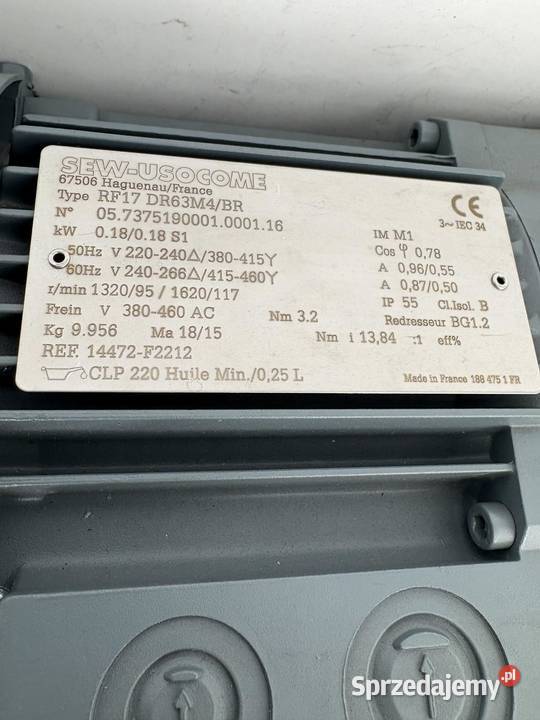 SEW-USOCOME
67506 Haguenau/France
Type RF17 DR63M4/BR
N° 05.7375190001.0001.16
3~ IEC 34
kW 0.18/0.18 S1 IM M1
Cos φ 0,78
50Hz V 220-240△/380-415Y A 0,96/0,55
60Hz V 240-266△/415-460Y A 0,87/0,50
r/min 1320/95 / 1620/117 IP 55 Cl.Isol. B
Frein V 380-460 AC Nm 3.2 Redresseur BG1.2
Kg 9.956 Ma 18/15 Nm i 13,84 :1 eff%
REF. 14472-F2212
CLP 220 Huile Min./0,25 L
Made in France 188 475 1 FR
CE
Sprzedajemy.pl